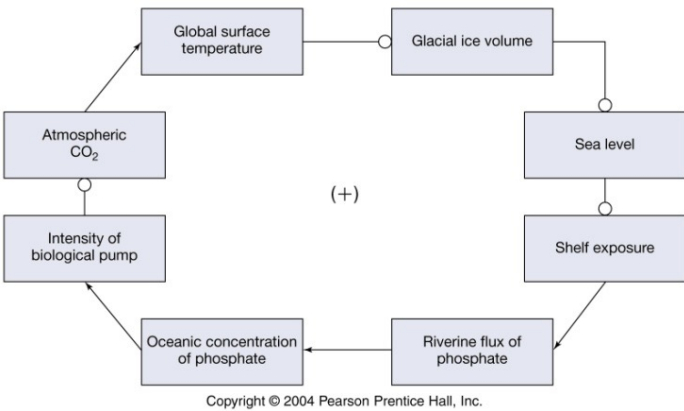 Global surface
temperature
Glacial ice volume
Atmospheric
CO₂
Sea level
(+)
Intensity of
biological pump
Shelf exposure
Oceanic concentration
of phosphate
Riverine flux of
phosphate
Copyright © 2004 Pearson Prentice Hall, Inc.